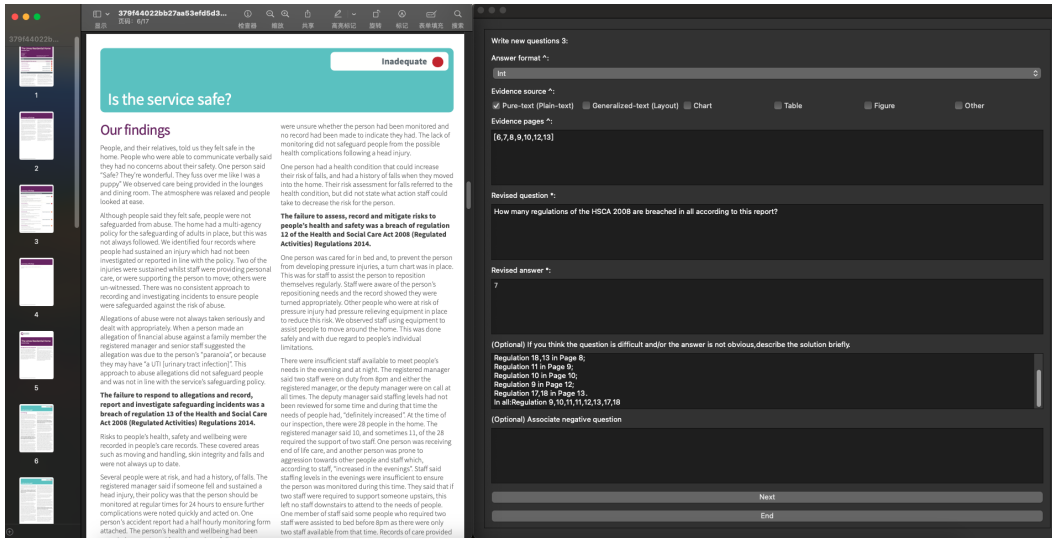 379f44022bb27aa53efd5d3...
页码: 6/17
显示
检查器
缩放
共享
高亮标记
旋转
标记
表单填充
搜索
379f44022b...
1
2
3
4
5
6
Inadequate
Is the service safe?
Our findings
People, and their relatives, told us they felt safe in the
home. People who were able to communicate verbally said
they had no concerns about their safety. One person said
"Safe? They're wonderful. They fuss over me like I was a
puppy" We observed care being provided in the lounges
and dining room. The atmosphere was relaxed and people
looked at ease.
Although people said they felt safe, people were not
safeguarded from abuse. The home had a multi-agency
policy for the safeguarding of adults in place, but this was
not always followed. We identified four records where
people had sustained an injury which had not been
investigated or reported in line with the policy. Two of the
injuries were sustained whilst staff were providing personal
care, or were supporting the person to move; others were
un-witnessed. There was no consistent approach to
recording and investigating incidents to ensure people
were safeguarded against the risk of abuse.
Allegations of abuse were not always taken seriously and
dealt with appropriately. When a person made an
allegation of financial abuse against a family member the
registered manager and senior staff suggested the
allegation was due to the person's "paranoia", or because
they may have "a UTI [urinary tract infection]". This
approach to abuse allegations did not safeguard people
and was not in line with the service's safeguarding policy.
The failure to respond to allegations and record,
report and investigate safeguarding incidents was a
breach of regulation 13 of the Health and Social Care
Act 2008 (Regulated Activities) Regulations 2014.
Risks to people's health, safety and wellbeing were
recorded in people's care records. These covered areas
such as moving and handling, skin integrity and falls and
were not always up to date.
Several people were at risk, and had a history, of falls. The
registered manager said if someone fell and sustained a
head injury, their policy was that the person should be
monitored at regular times for 24 hours to ensure further
complications were noted quickly and acted on. One
person's accident report had a half hourly monitoring form
attached. The person's health and wellbeing had been
were unsure whether the person had been monitored and
no record had been made to indicate they had. The lack of
monitoring did not safeguard people from the possible
health complications following a head injury.
One person had a health condition that could increase
their risk of falls, and had a history of falls when they moved
into the home. Their risk assessment for falls referred to the
health condition, but did not state what action staff could
take to decrease the risk for the person.
The failure to assess, record and mitigate risks to
people's health and safety was a breach of regulation
12 of the Health and Social Care Act 2008 (Regulated
Activities) Regulations 2014.
One person was cared for in bed and, to prevent the person
from developing pressure injuries, a turn chart was in place.
This was for staff to assist the person to reposition
themselves regularly. Staff were aware of the person's
repositioning needs and the record showed they were
turned appropriately. Other people who were at risk of
pressure injury had pressure relieving equipment in place
to reduce this risk. We observed staff using equipment to
assist people to move around the home. This was done
safely and with due regard to people's individual
limitations.
There were insufficient staff available to meet people's
needs in the evening and at night. The registered manager
said two staff were on duty from 8pm and either the
registered manager, or the deputy manager were on call at
all times. The deputy manager said staffing levels had not
been reviewed for some time and during that time the
needs of people had, "definitely increased". At the time of
our inspection, there were 28 people in the home. The
registered manager said 10, and sometimes 11, of the 28
required the support of two staff. One person was receiving
end of life care, and another person was prone to
aggression towards other people and staff which,
according to staff, "increased in the evenings". Staff said
staffing levels in the evenings were insufficient to ensure
the person was monitored during this time. They said that if
two staff were required to support someone upstairs, this
left no staff downstairs to attend to the needs of people.
One member of staff said some people who required two
staff were assisted to bed before 8pm as there were only
two staff available from that time. Records of care provided
Write new questions 3:
Answer format ^:
Int
Evidence source ^:
Pure-text (Plain-text)
Generalized-text (Layout)
Chart
Table
Figure
Other
Evidence pages ^:
[6,7,8,9,10,12,13]
Revised question *:
How many regulations of the HSCA 2008 are breached in all according to this report?
Revised answer *:
7
(Optional) If you think the question is difficult and/or the answer is not obvious,describe the solution briefly.
Regulation 18,13 in Page 8;
Regulation 11 in Page 9;
Regulation 10 in Page 10;
Regulation 9 in Page 12;
Regulation 17,18 in Page 13.
In all:Regulation 9,10,11,11,12,13,17,18
(Optional) Associate negative question
Next
End